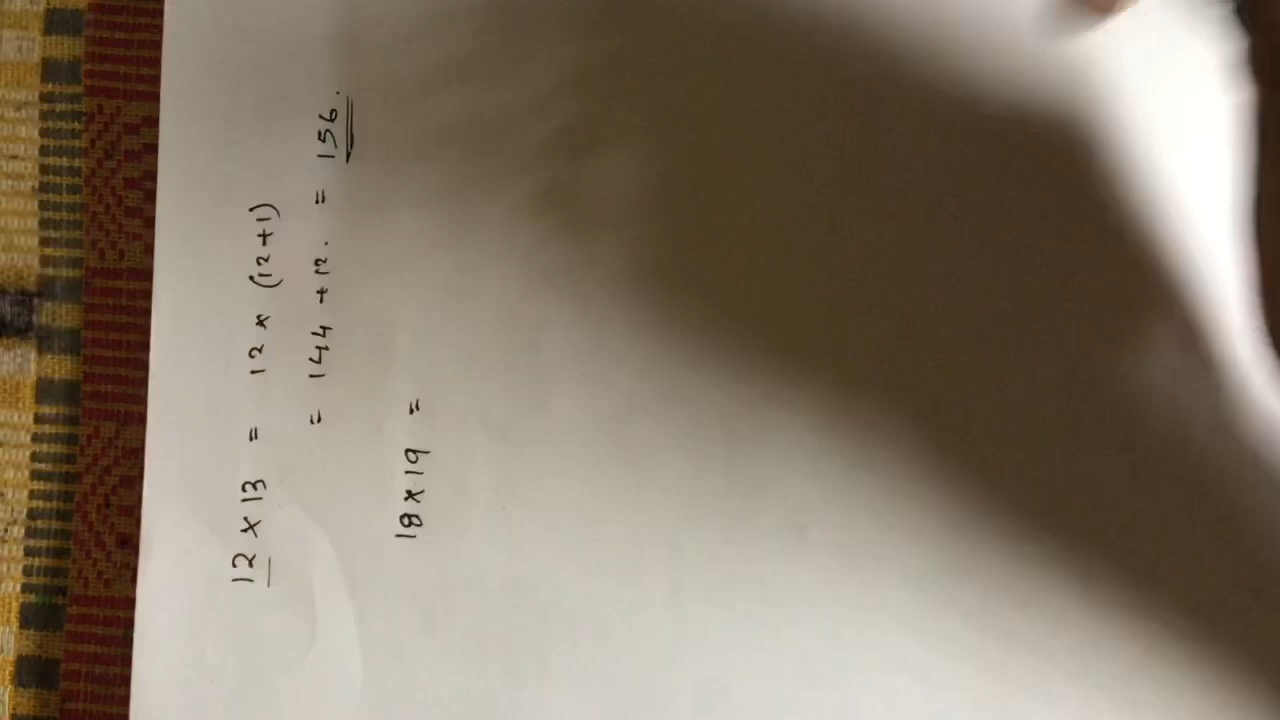 12 × 13 = 12 × (12+1)
= 144 + 12. = 156.
18 × 19 =